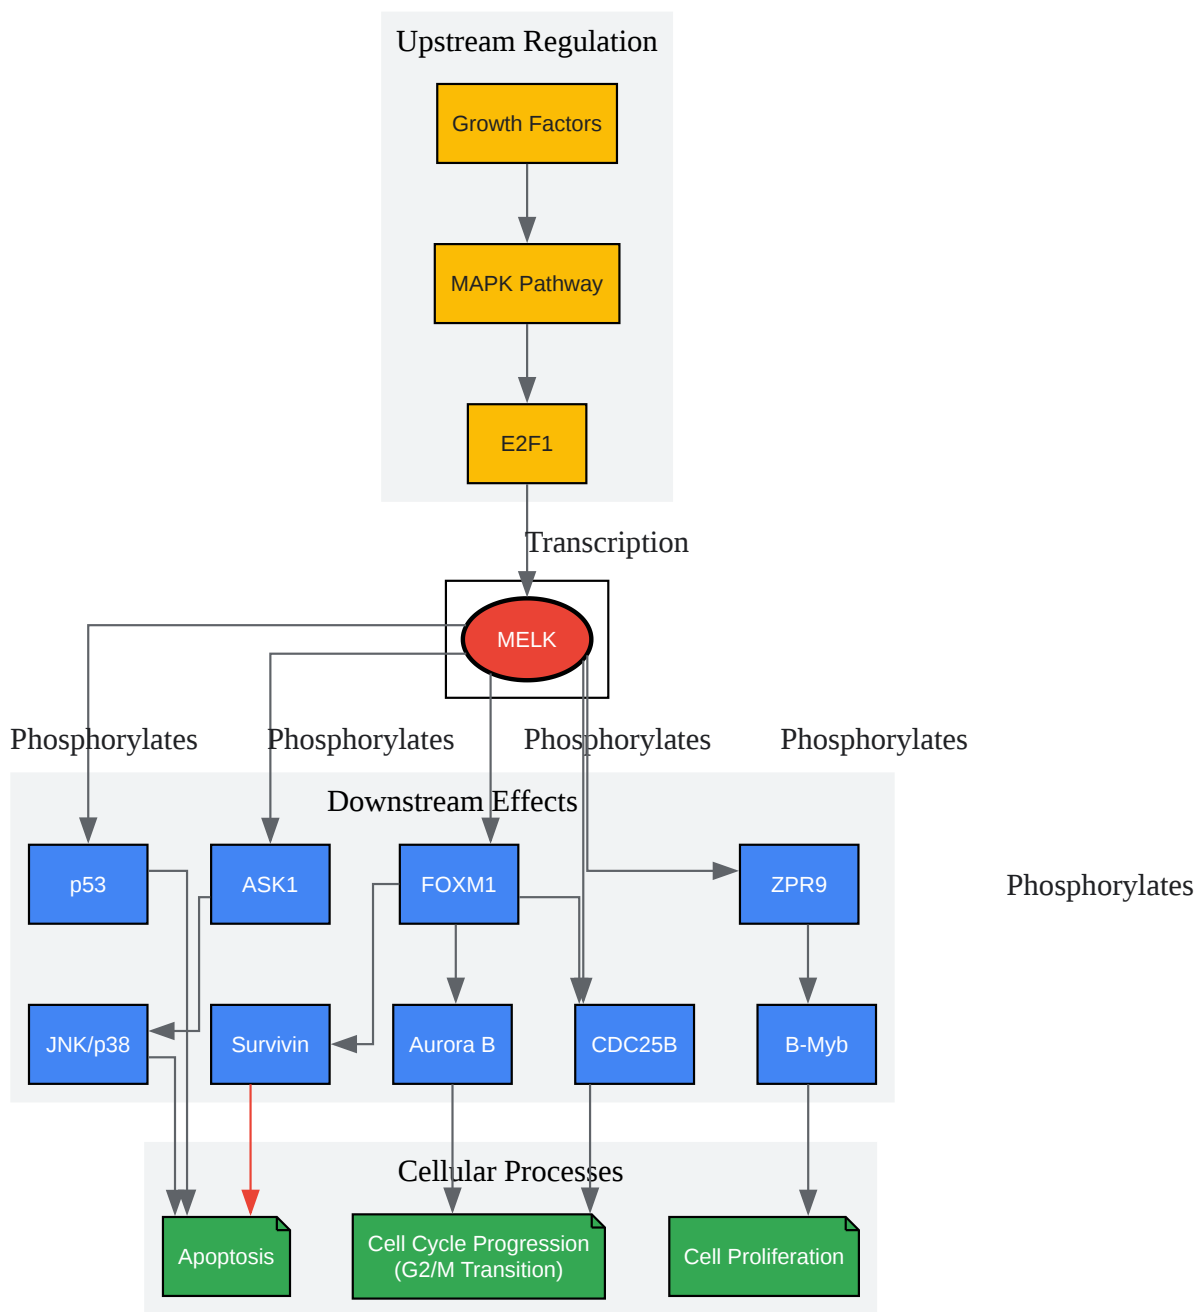 Upstream Regulation
Growth Factors
MAPK Pathway
E2F1
Transcription
MELK
Phosphorylates
Phosphorylates
Phosphorylates
Phosphorylates
Downstream Effects
p53
ASK1
FOXM1
ZPR9
Phosphorylates
JNK/p38
Survivin
Aurora B
CDC25B
B-Myb
Cellular Processes
Apoptosis
Cell Cycle Progression
(G2/M Transition)
Cell Proliferation